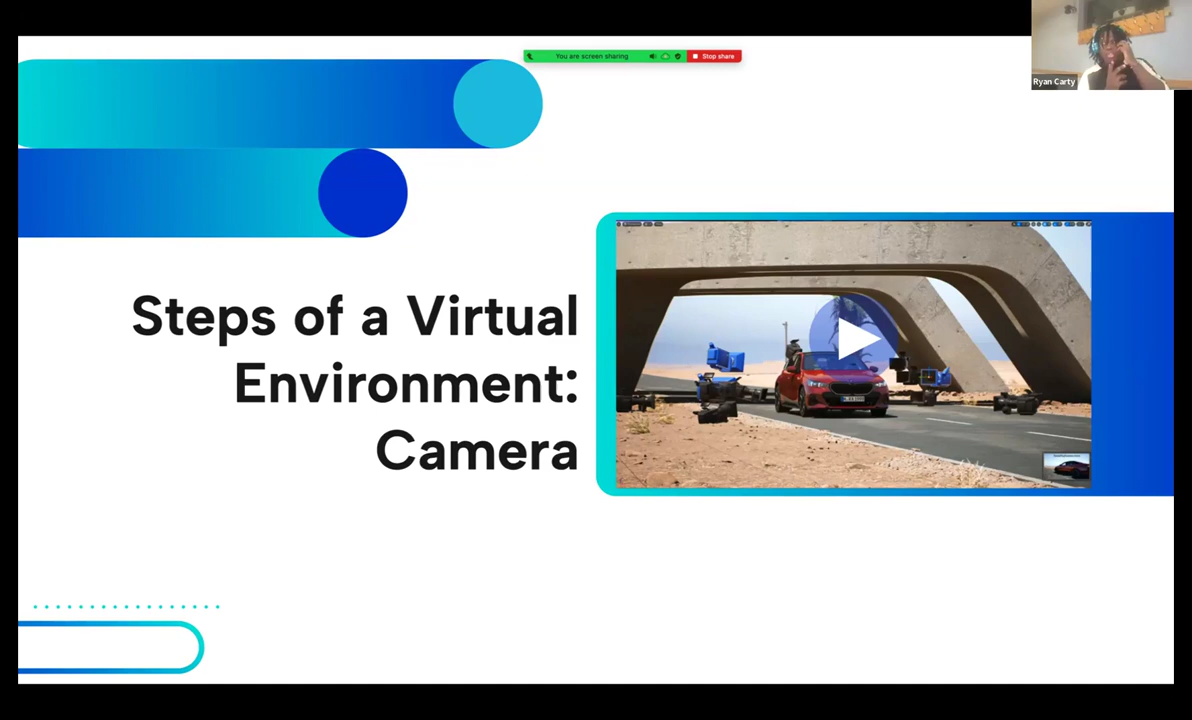 You are screen sharing
Stop share
Ryan Carty
Steps of a Virtual
Environment:
Camera